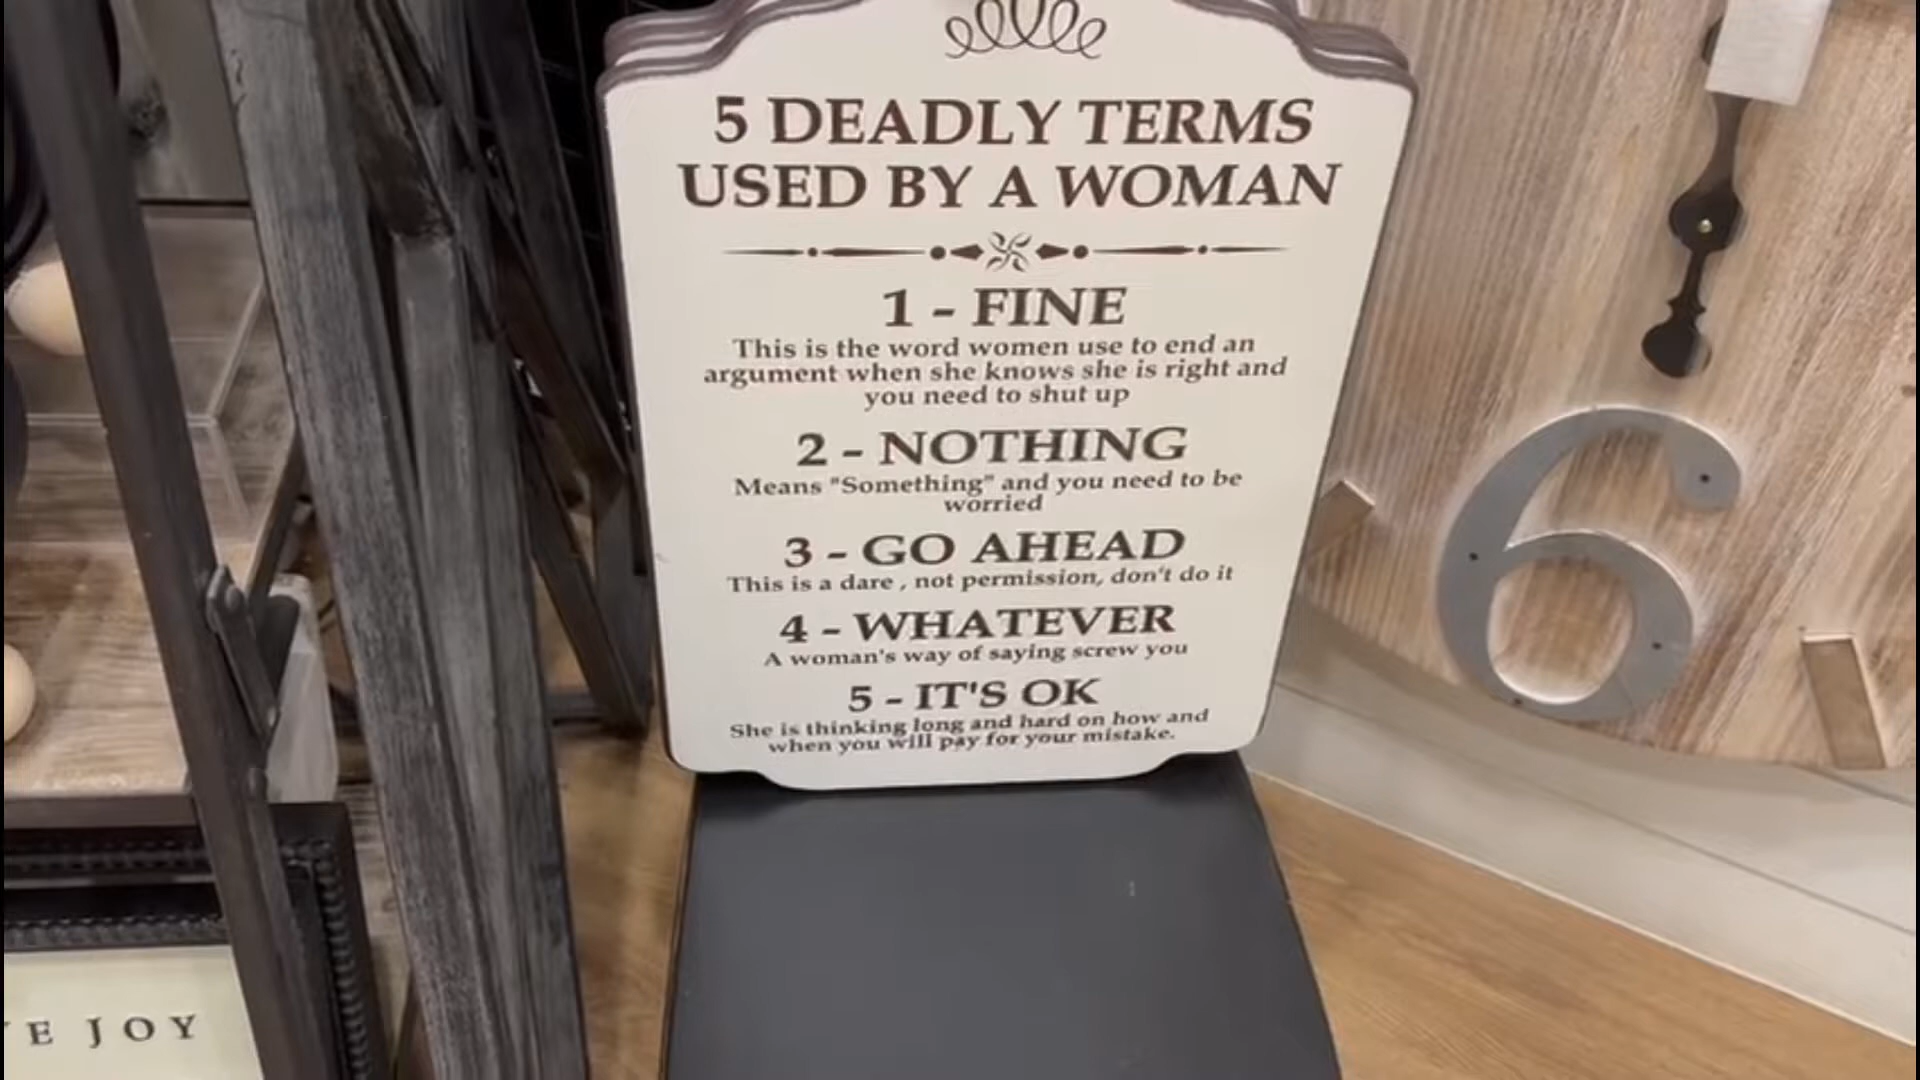 5 DEADLY TERMS
USED BY A WOMAN
1 - FINE
This is the word women use to end an
argument when she knows she is right and
you need to shut up
2 - NOTHING
Means "Something" and you need to be
worried
3 - GO AHEAD
This is a dare , not permission, don't do it
4 - WHATEVER
A woman's way of saying screw you
5 - IT'S OK
She is thinking long and hard on how and
when you will pay for your mistake.
6
JOY